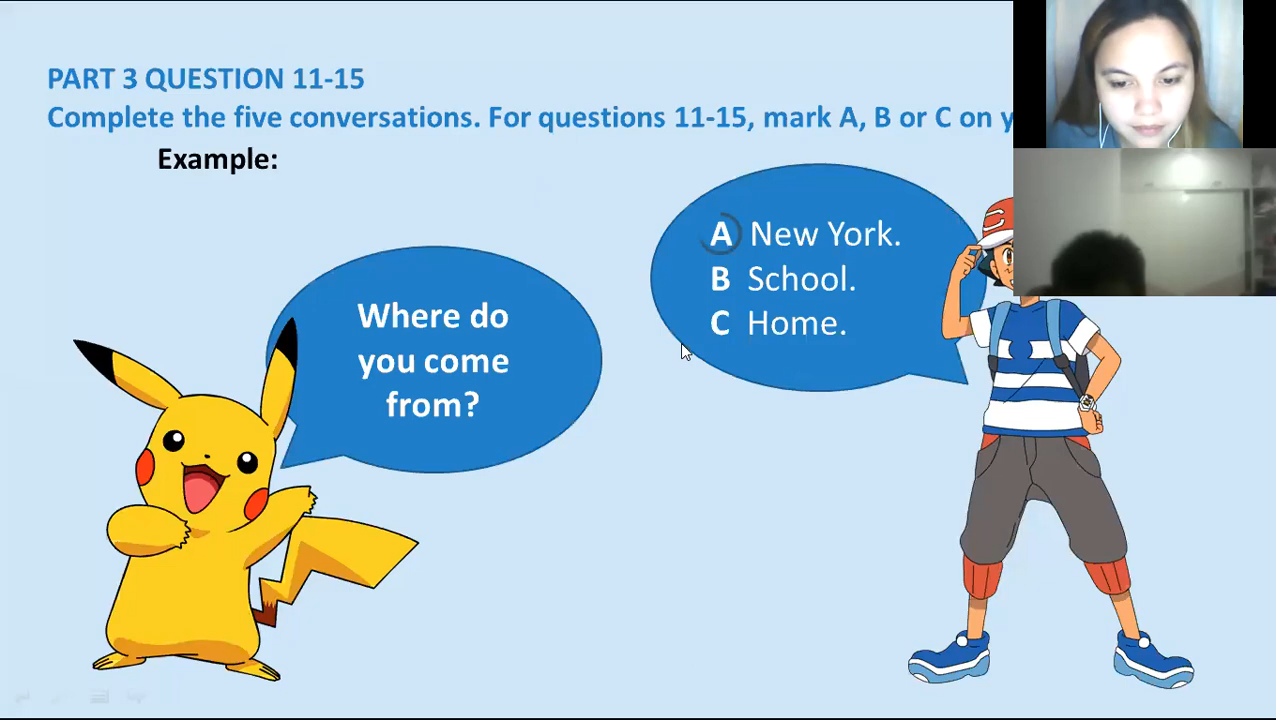 PART 3 QUESTION 11-15
Complete the five conversations. For questions 11-15, mark A, B or C on
Example:
Where do
you come
from?
A New York.
B School.
C Home.